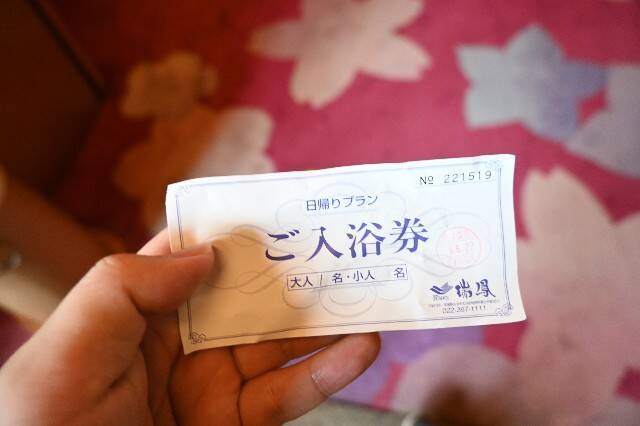 No 221519
日帰りプラン
ご入浴券
大人 / 名・小人 名
瑞鳳
022-397-1111